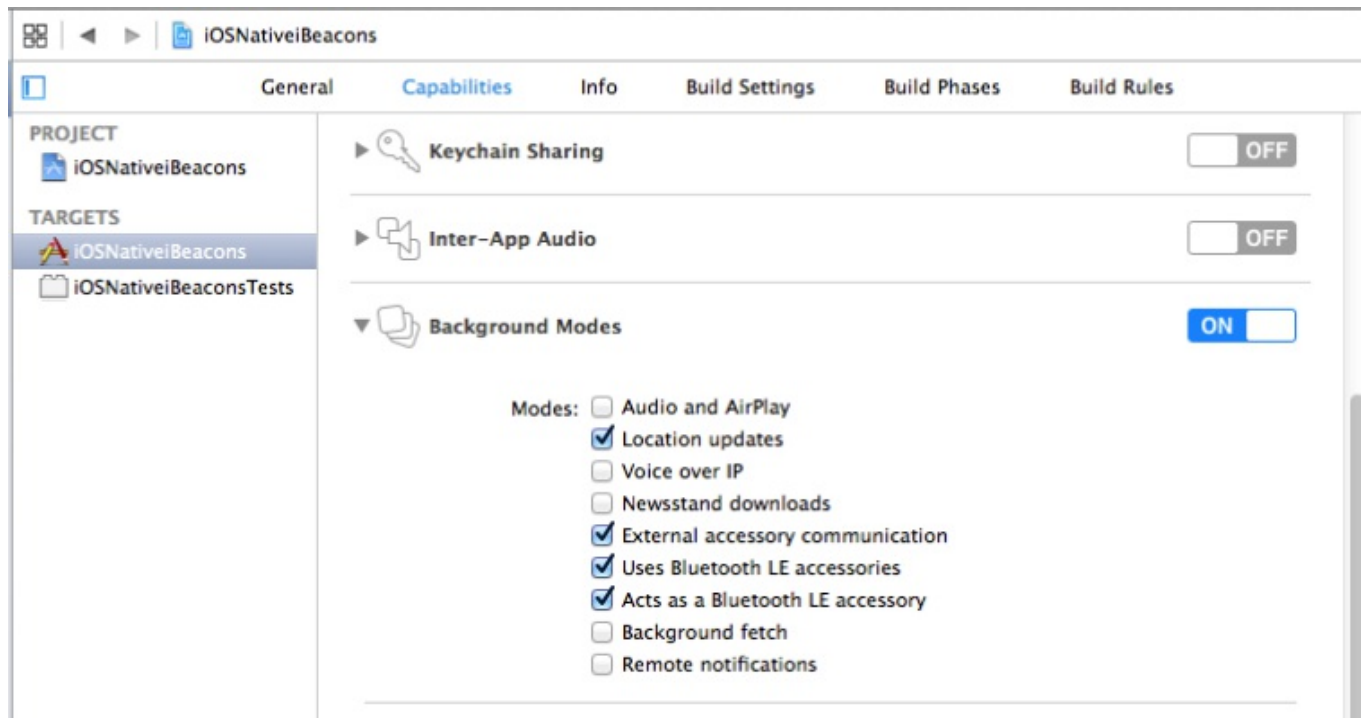 iOSNativeiBeacons
General Capabilities Info Build Settings Build Phases Build Rules
PROJECT
iOSNativeiBeacons
TARGETS
iOSNativeiBeacons
iOSNativeiBeaconsTests
Keychain Sharing OFF
Inter-App Audio OFF
Background Modes ON
Modes: Audio and AirPlay
Location updates
Voice over IP
Newsstand downloads
External accessory communication
Uses Bluetooth LE accessories
Acts as a Bluetooth LE accessory
Background fetch
Remote notifications